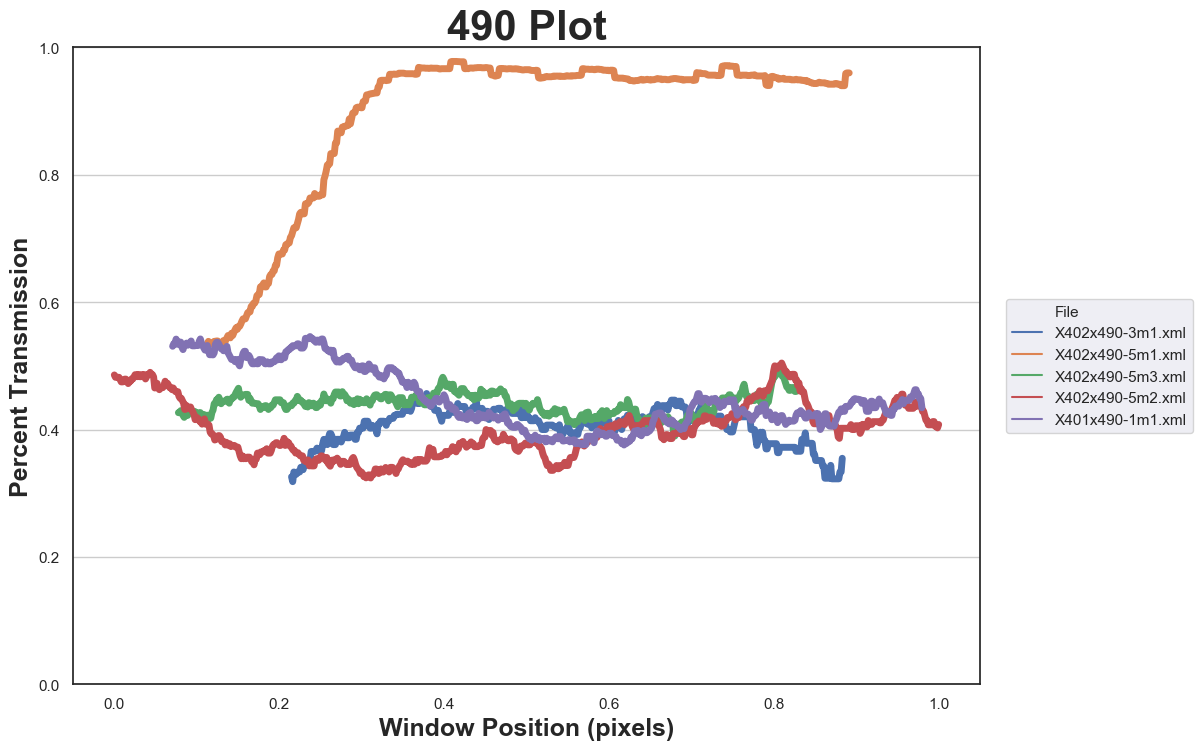 490 Plot
1.0
0.8
0.6
0.4
0.2
0.0
Percent Transmission
0.0 0.2 0.4 0.6 0.8 1.0
Window Position (pixels)
File
X402x490-3m1.xml
X402x490-5m1.xml
X402x490-5m3.xml
X402x490-5m2.xml
X401x490-1m1.xml